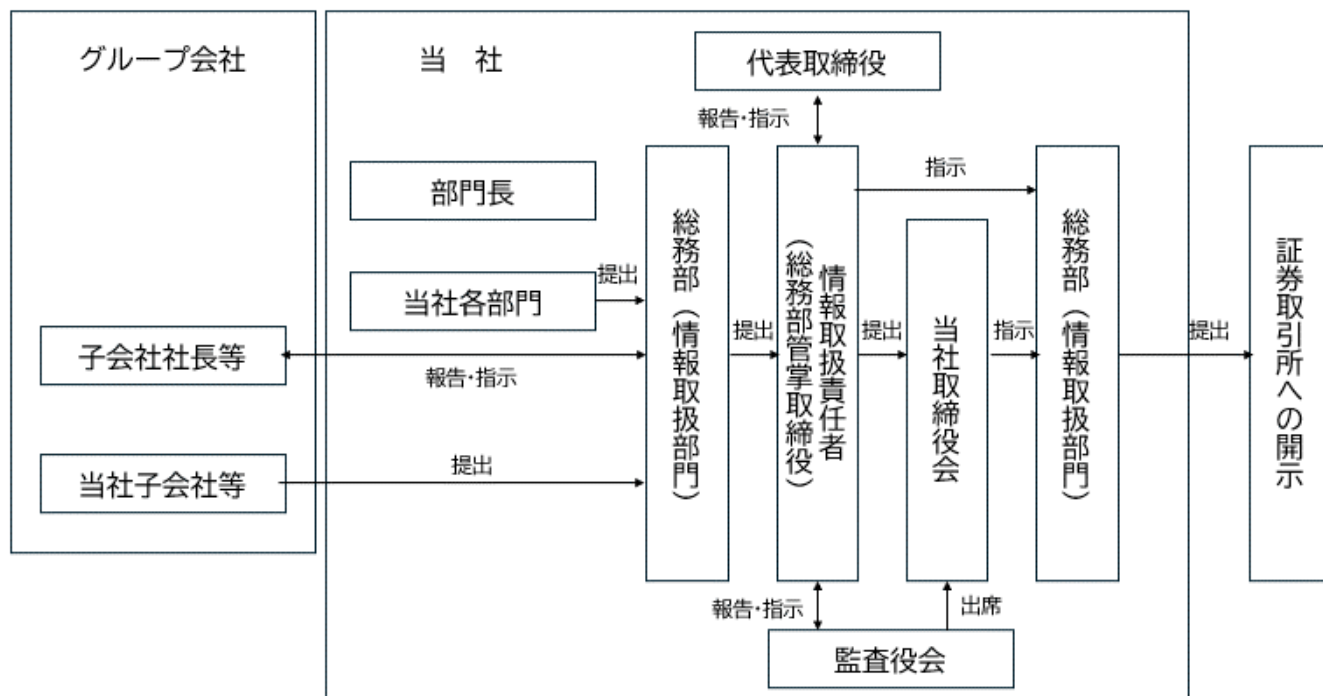 グループ会社
当　社
代表取締役
報告・指示
部門長
指示
提出
当社各部門
子会社社長等
報告・指示
当社子会社等
提出
総務部（情報取扱部門）
提出
情報取扱責任者
（総務部管掌取締役）
提出
当社取締役会
指示
総務部（情報取扱部門）
提出
証券取引所への開示
報告・指示
出席
監査役会